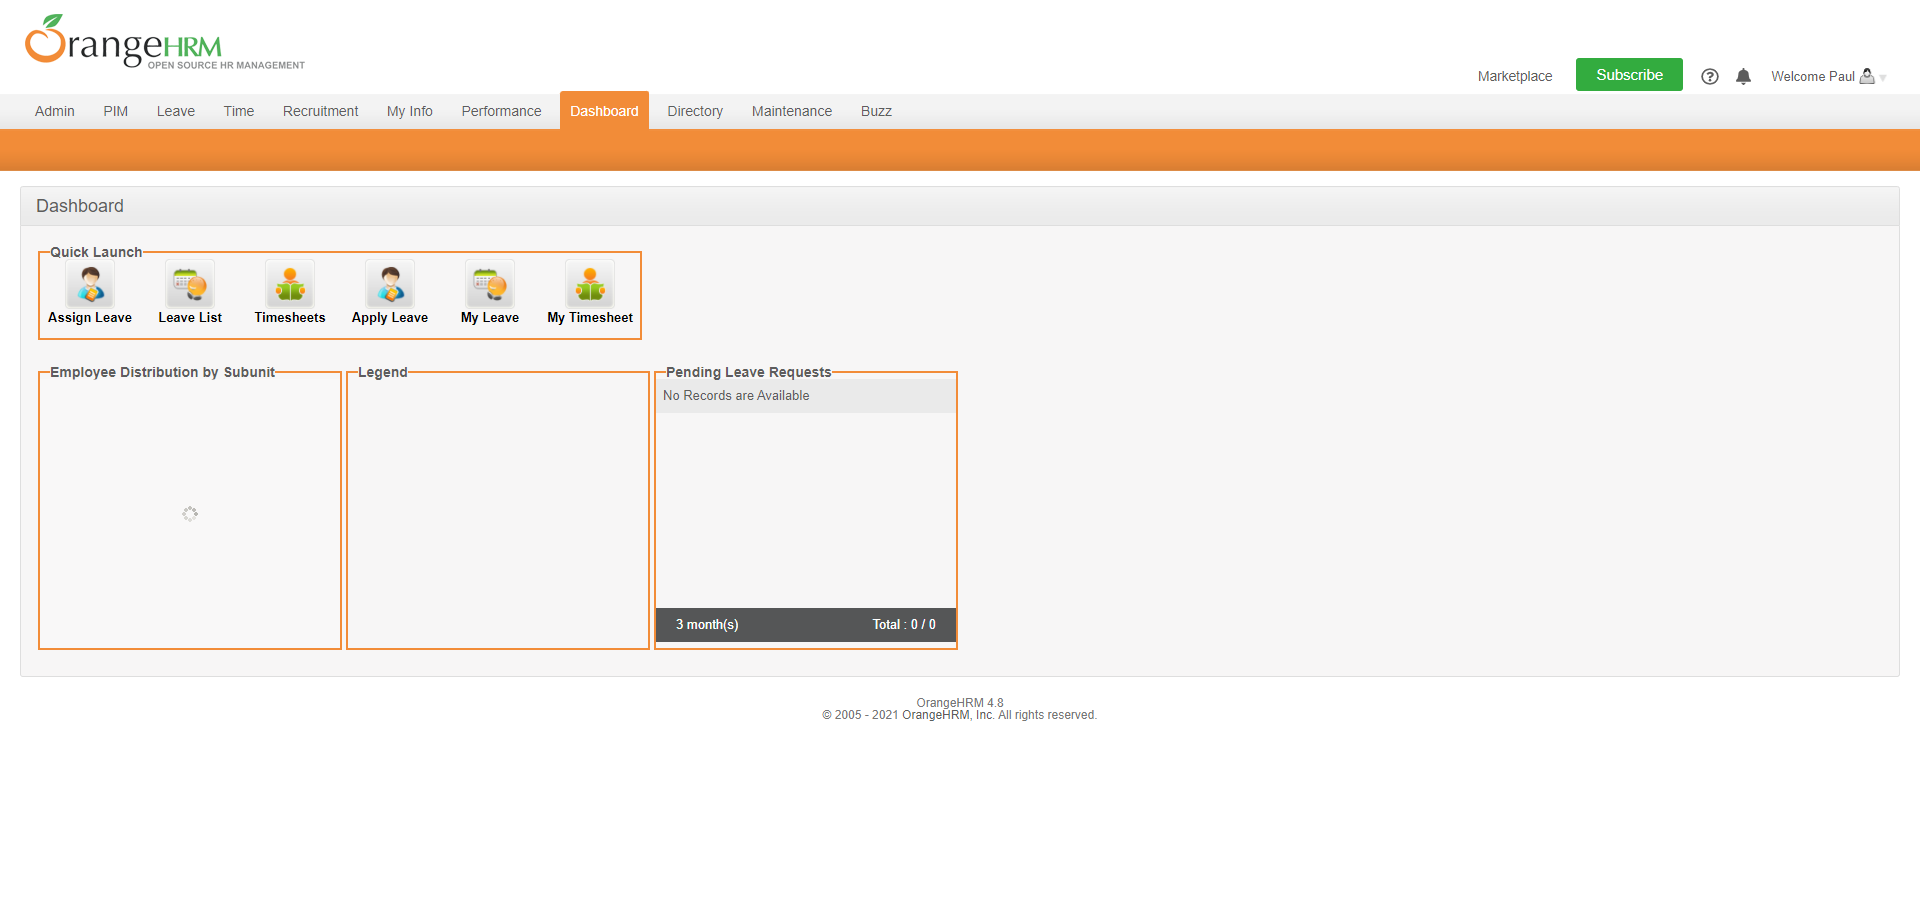 OrangeHRM
OPEN SOURCE HR MANAGEMENT
Marketplace Subscribe Welcome Paul
Admin PIM Leave Time Recruitment My Info Performance Dashboard Directory Maintenance Buzz
Dashboard
Quick Launch
Assign Leave Leave List Timesheets Apply Leave My Leave My Timesheet
Employee Distribution by Subunit Legend Pending Leave Requests
No Records are Available
3 month(s) Total : 0 / 0
OrangeHRM 4.8
© 2005 - 2021 OrangeHRM, Inc. All rights reserved.